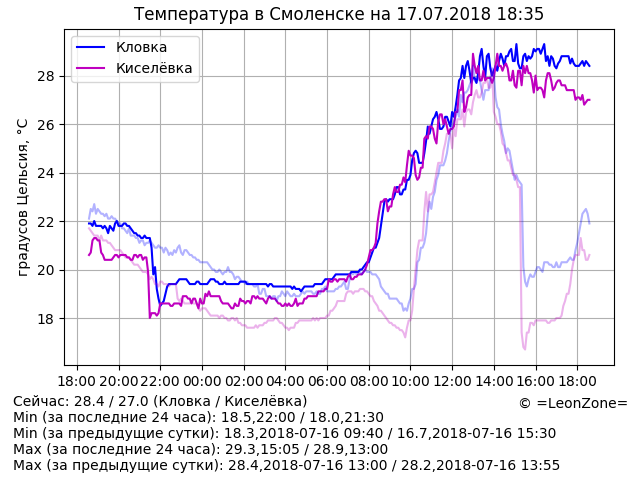 Температура в Смоленске на 17.07.2018 18:35
Кловка
Киселёвка
градусов Цельсия, °C
28
26
24
22
20
18
18:00 20:00 22:00 00:00 02:00 04:00 06:00 08:00 10:00 12:00 14:00 16:00 18:00
Сейчас: 28.4 / 27.0 (Кловка / Киселёвка)
© =LeonZone=
Min (за последние 24 часа): 18.5,22:00 / 18.0,21:30
Min (за предыдущие сутки): 18.3,2018-07-16 09:40 / 16.7,2018-07-16 15:30
Max (за последние 24 часа): 29.3,15:05 / 28.9,13:00
Max (за предыдущие сутки): 28.4,2018-07-16 13:00 / 28.2,2018-07-16 13:55